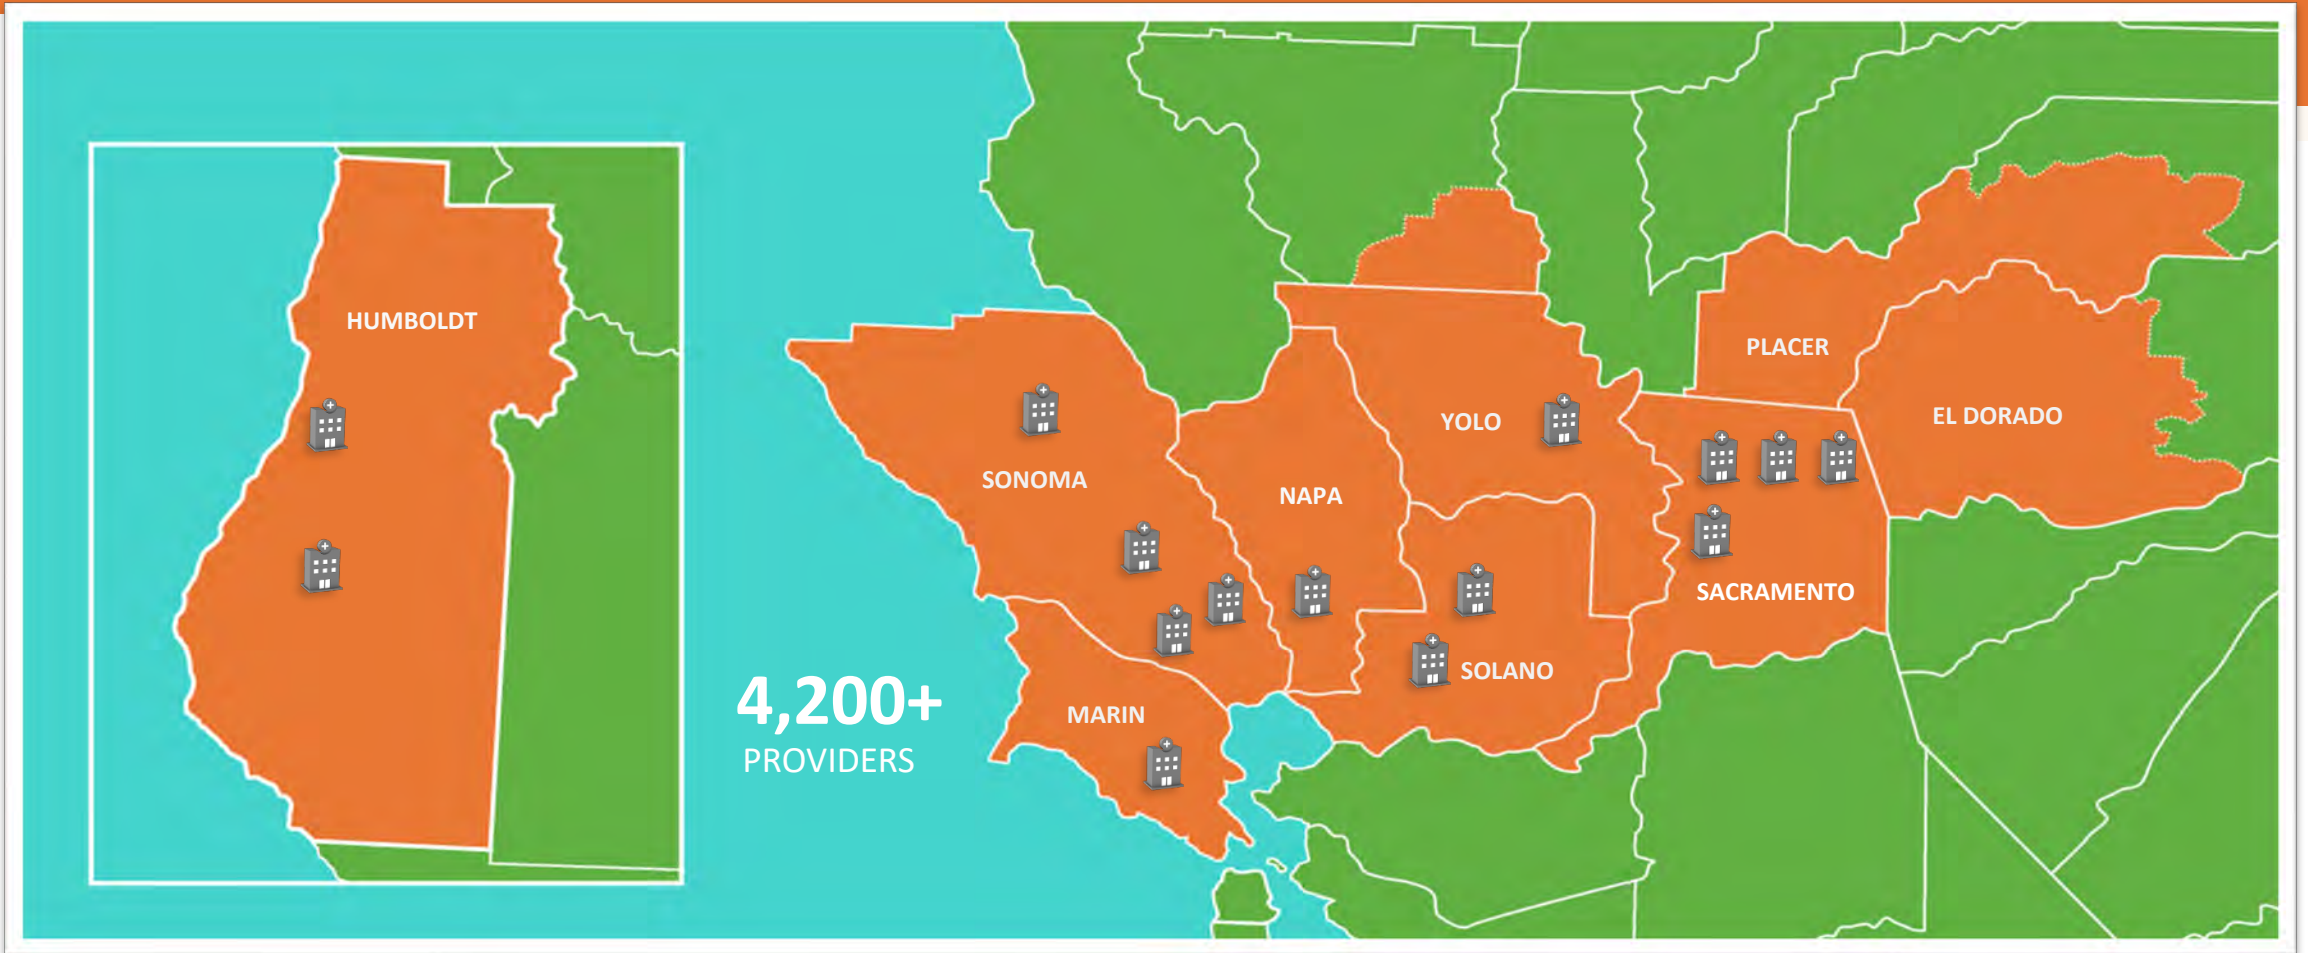 HUMBOLDT
PLACER
EL DORADO
YOLO
SONOMA
NAPA
SACRAMENTO
SOLANO
MARIN
4,200+
PROVIDERS